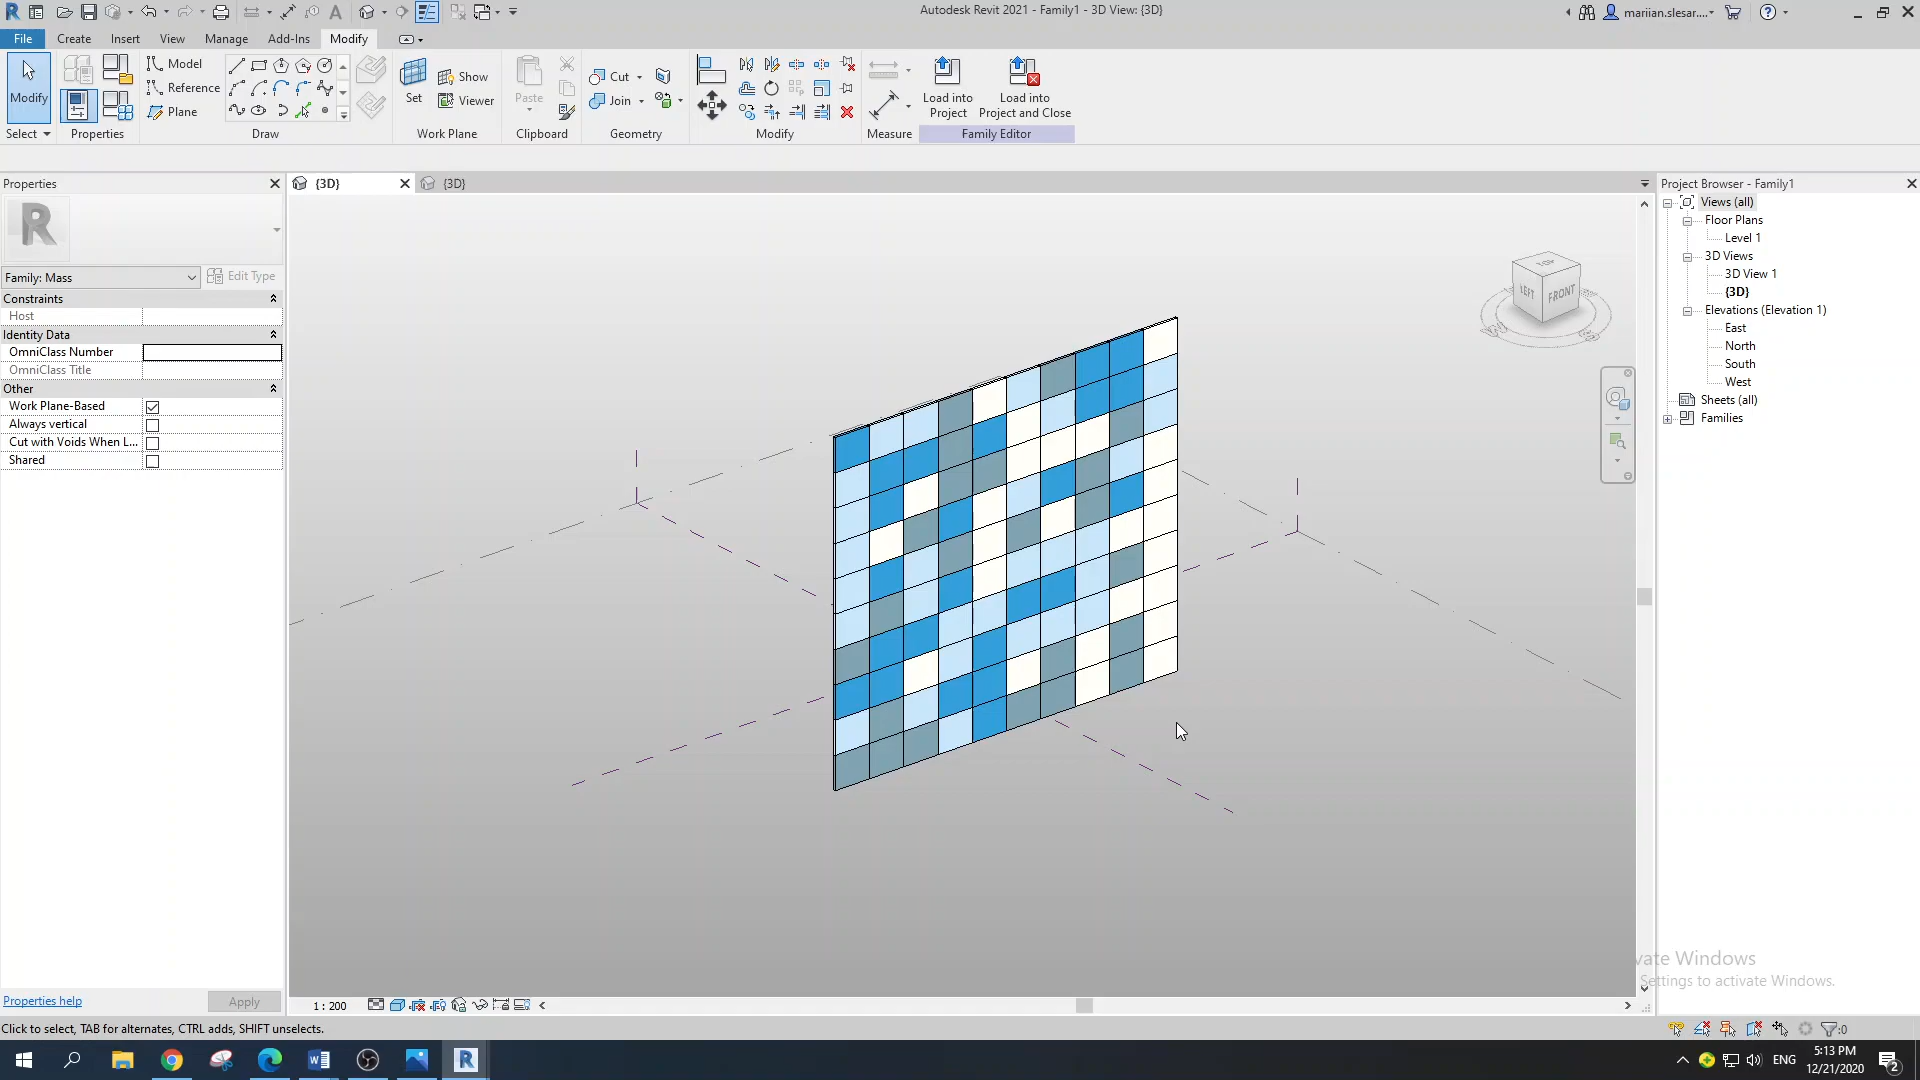 Autodesk Revit 2021 - Family1 - 3D View: {3D}
mariian.slesar....
File
Create
Insert
View
Manage
Add-Ins
Modify
Modify
Select
Properties
Model
Reference
Plane
Draw
Set
Show
Viewer
Work Plane
Paste
Clipboard
Cut
Join
Geometry
Modify
Measure
Load into
Project
Load into
Project and Close
Family Editor
Properties
R
Family: Mass
Edit Type
Constraints
Host
Identity Data
OmniClass Number
OmniClass Title
Other
Work Plane-Based
Always vertical
Cut with Voids When L...
Shared
Properties help
Apply
{3D}
{3D}
TOP
LEFT
FRONT
W
S
1 : 200
Project Browser - Family1
Views (all)
Floor Plans
Level 1
3D Views
3D View 1
{3D}
Elevations (Elevation 1)
East
North
South
West
Sheets (all)
Families
vate Windows
Settings to activate Windows.
Click to select, TAB for alternates, CTRL adds, SHIFT unselects.
:0
ENG
5:13 PM
12/21/2020
2